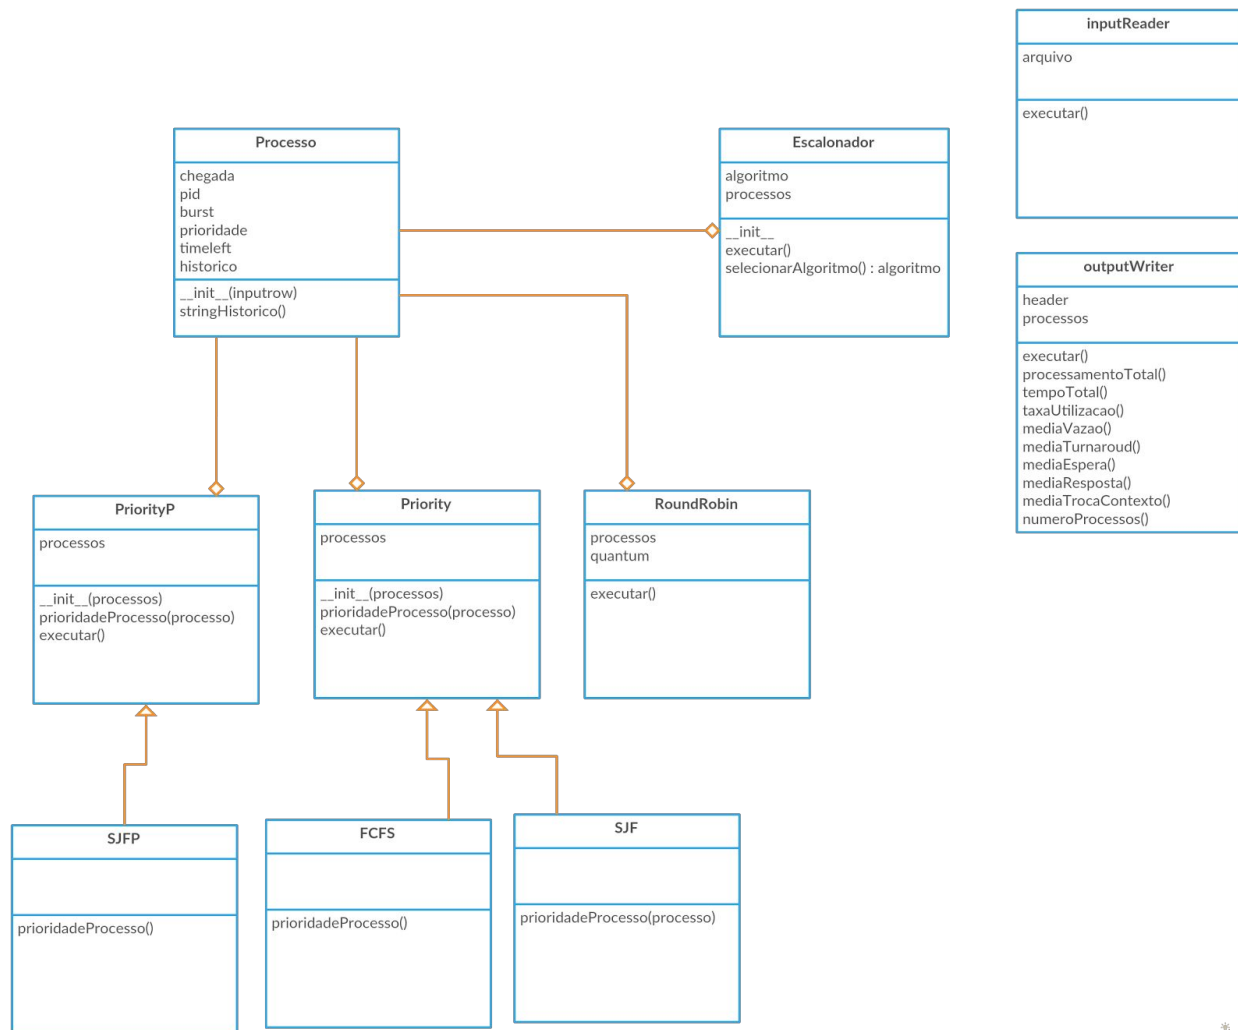 inputReader
arquivo
executar()
Processo
chegada
pid
burst
prioridade
timeleft
historico
__init__(inputrow)
stringHistorico()
Escalonador
algoritmo
processos
__init__
executar()
selecionarAlgoritmo() : algoritmo
outputWriter
header
processos
executar()
processamentoTotal()
tempoTotal()
taxaUtilizacao()
mediaVazao()
mediaTurnaroud()
mediaEspera()
mediaResposta()
mediaTrocaContexto()
numeroProcessos()
PriorityP
processos
__init__(processos)
prioridadeProcesso(processo)
executar()
Priority
processos
__init__(processos)
prioridadeProcesso(processo)
executar()
RoundRobin
processos
quantum
executar()
SJFP
prioridadeProcesso()
FCFS
prioridadeProcesso()
SJF
prioridadeProcesso(processo)